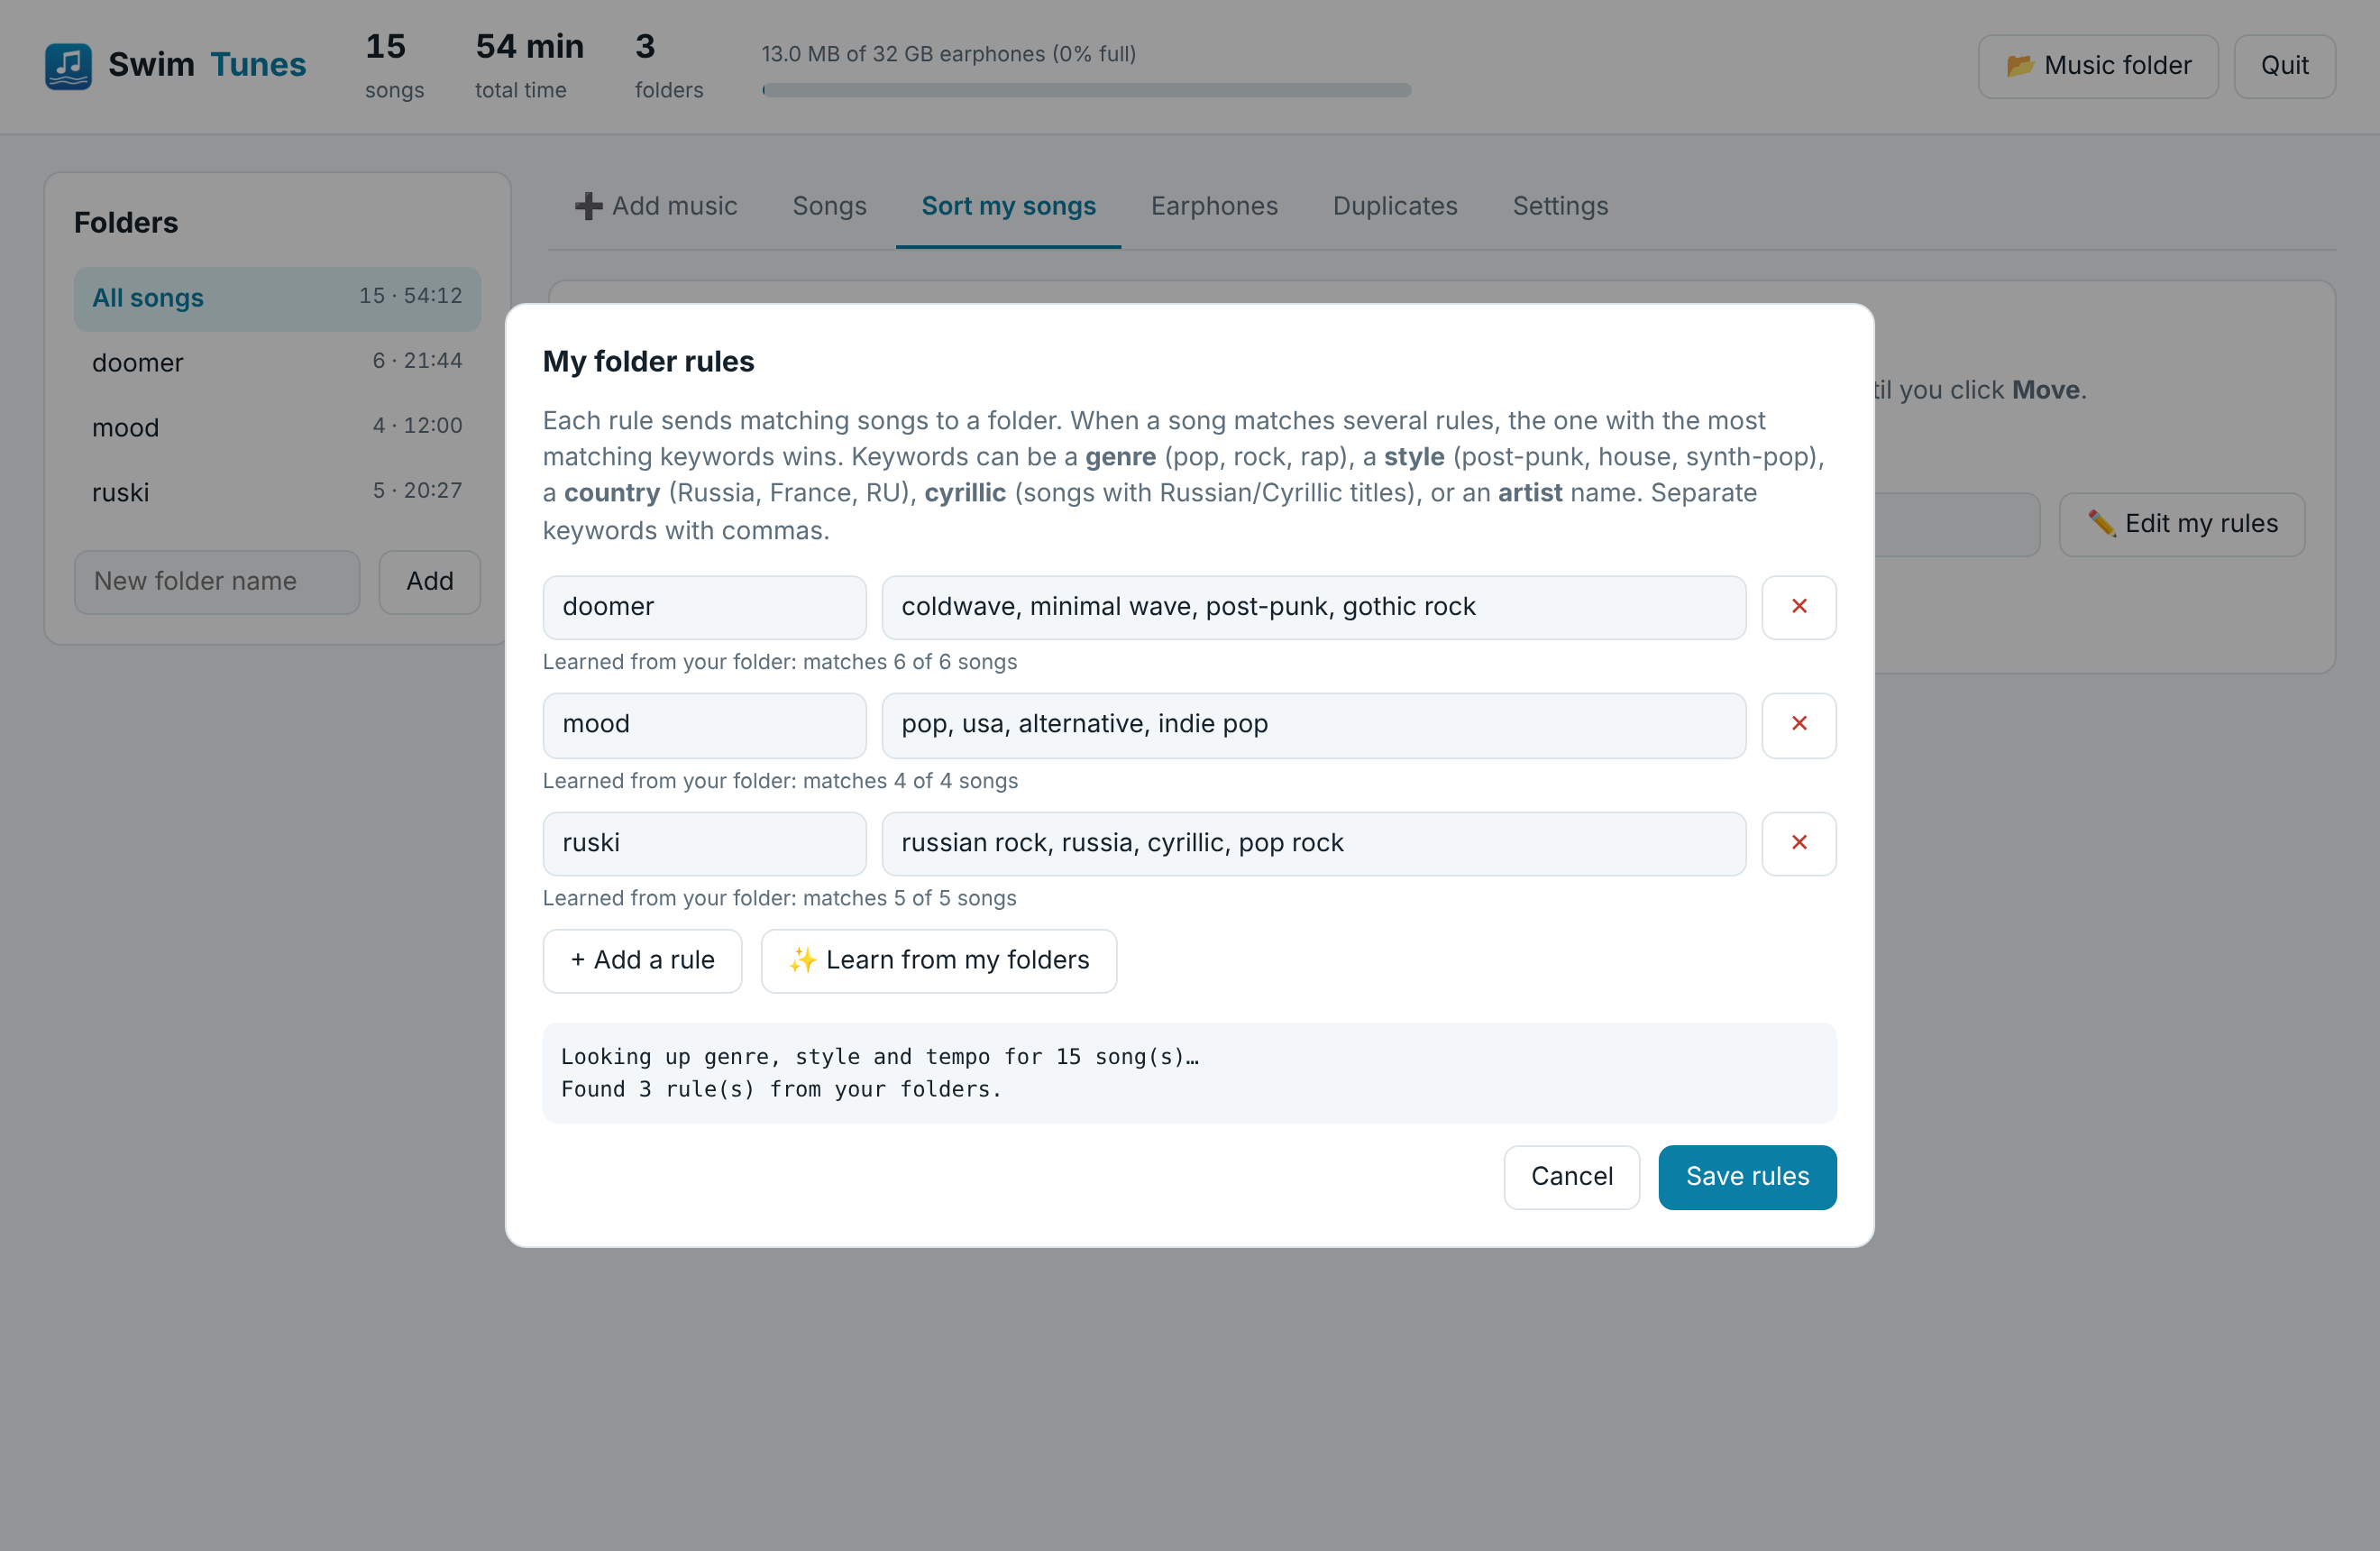 Swim Tunes
15
songs
54 min
total time
3
folders
13.0 MB of 32 GB earphones (0% full)
📂 Music folder
Quit
Folders
All songs 15 · 54:12
doomer 6 · 21:44
mood 4 · 12:00
ruski 5 · 20:27
New folder name
Add
➕ Add music
Songs
Sort my songs
Earphones
Duplicates
Settings
you click Move.
✏️ Edit my rules
My folder rules
Each rule sends matching songs to a folder. When a song matches several rules, the one with the most
matching keywords wins. Keywords can be a genre (pop, rock, rap), a style (post-punk, house, synth-pop),
a country (Russia, France, RU), cyrillic (songs with Russian/Cyrillic titles), or an artist name. Separate
keywords with commas.
doomer
coldwave, minimal wave, post-punk, gothic rock
✕
Learned from your folder: matches 6 of 6 songs
mood
pop, usa, alternative, indie pop
✕
Learned from your folder: matches 4 of 4 songs
ruski
russian rock, russia, cyrillic, pop rock
✕
Learned from your folder: matches 5 of 5 songs
+ Add a rule
✨ Learn from my folders
Looking up genre, style and tempo for 15 song(s)…
Found 3 rule(s) from your folders.
Cancel
Save rules